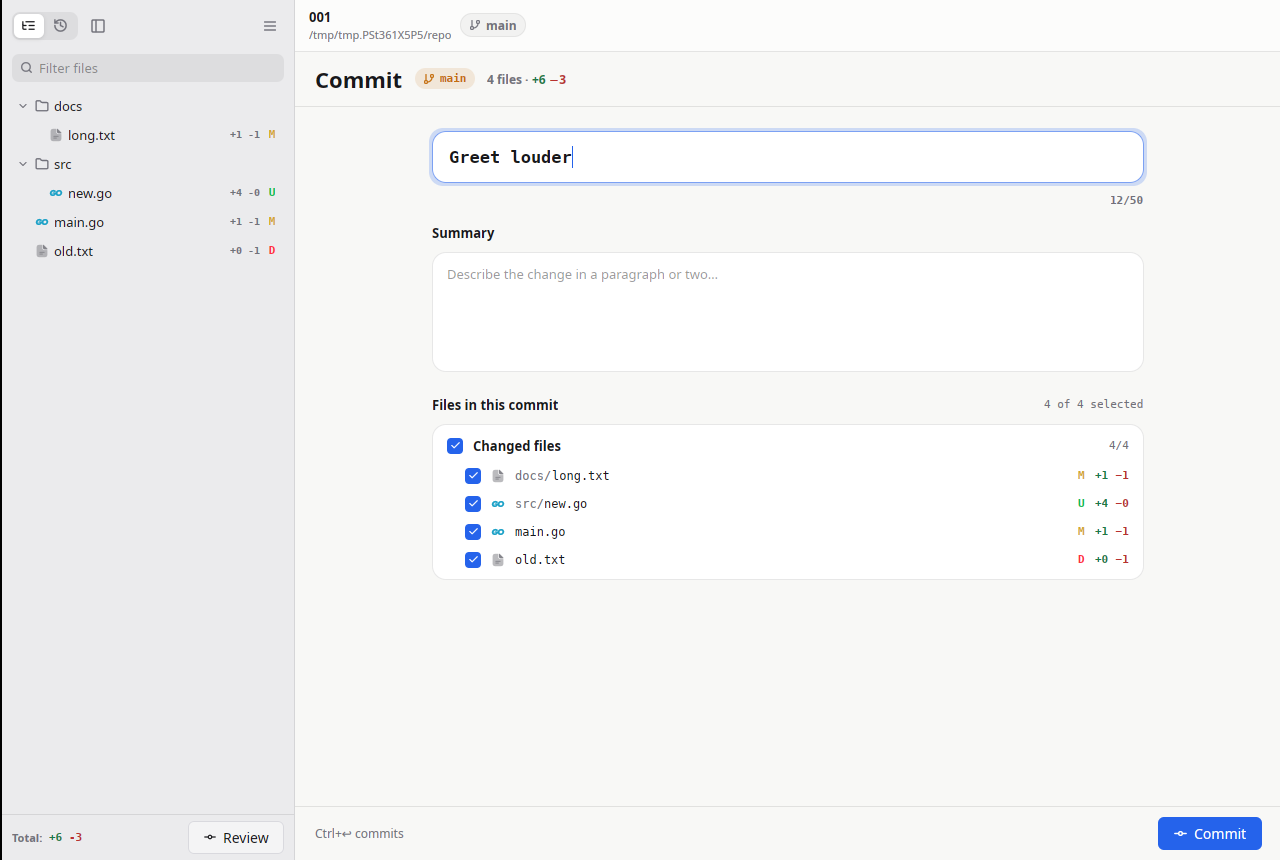 Filter files
docs
long.txt +1 -1 M
src
new.go +4 -0 U
main.go +1 -1 M
old.txt +0 -1 D
Total: +6 -3
Review
001
/tmp/tmp.PSt361X5P5/repo
main
Commit
main
4 files · +6 −3
Greet louder
12/50
Summary
Describe the change in a paragraph or two…
Files in this commit
4 of 4 selected
Changed files
4/4
docs/long.txt M +1 −1
src/new.go U +4 −0
main.go M +1 −1
old.txt D +0 −1
Ctrl+↩ commits
Commit